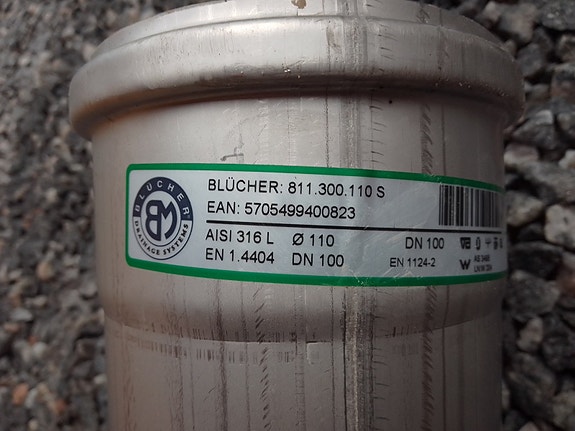 BLÜCHER: 811.300.110 S
EAN: 5705499400823
BLÜCHER
BM
DRAINAGE SYSTEMS
AISI 316 L Ø 110 DN 100
EN 1.4404 DN 100 EN 1124-2